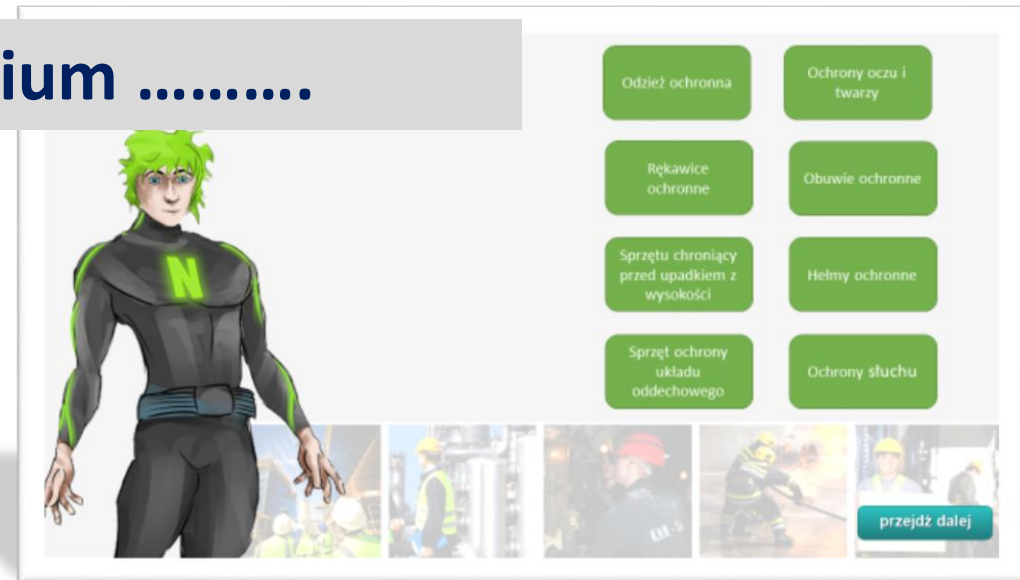 ium ..........
Odzież ochronna
Ochrony oczu i
twarzy
Rękawice
ochronne
Obuwie ochronne
Sprzętu chroniący
przed upadkiem z
wysokości
Hełmy ochronne
Sprzęt ochrony
układu
oddechowego
Ochrony słuchu
N
przejdź dalej